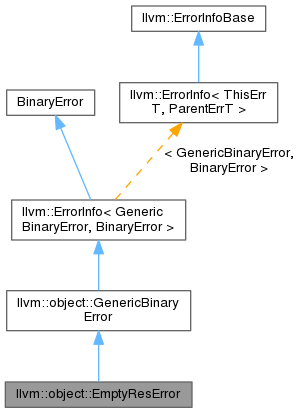 llvm::ErrorInfoBase
BinaryError
llvm::ErrorInfo< ThisErr
T, ParentErrT >
< GenericBinaryError,
BinaryError >
llvm::ErrorInfo< Generic
BinaryError, BinaryError >
llvm::object::GenericBinary
Error
llvm::object::EmptyResError